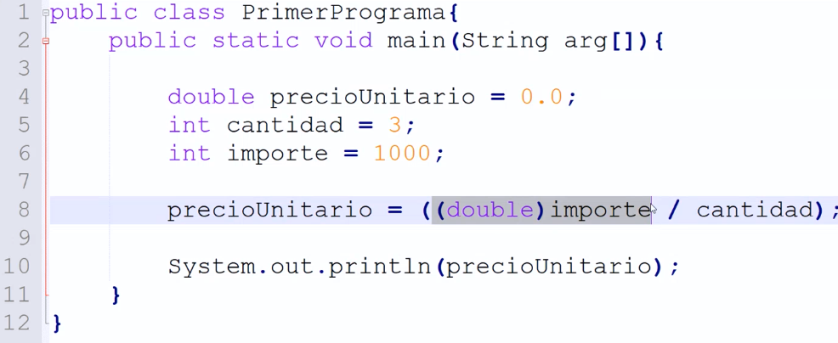 1 public class PrimerPrograma{
2 public static void main(String arg[]){
3
4 double precioUnitario = 0.0;
5 int cantidad = 3;
6 int importe = 1000;
7
8 precioUnitario = ((double)importe / cantidad);
9
10 System.out.println(precioUnitario);
11 }
12 }